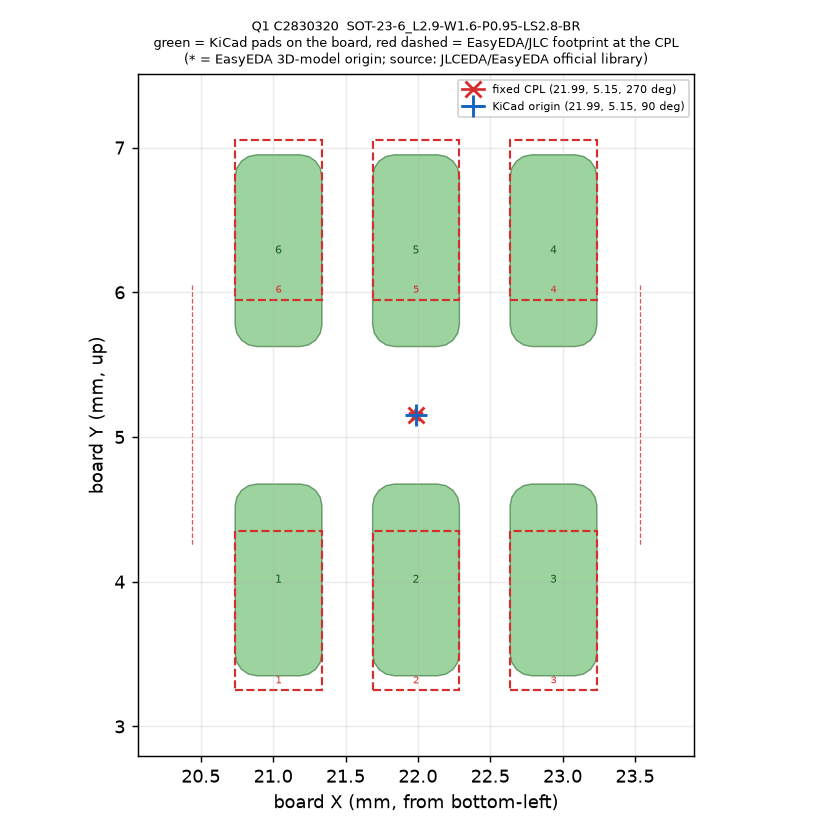 Q1 C2830320  SOT-23-6_L2.9-W1.6-P0.95-LS2.8-BR
green = KiCad pads on the board, red dashed = EasyEDA/JLC footprint at the CPL
(* = EasyEDA 3D-model origin; source: JLCEDA/EasyEDA official library)
fixed CPL (21.99, 5.15, 270 deg)
KiCad origin (21.99, 5.15, 90 deg)
7
6 5 4
6 5 4
6
5
1 2 3
4
1 2 3
3
board Y (mm, up)
20.5 21.0 21.5 22.0 22.5 23.0 23.5
board X (mm, from bottom-left)